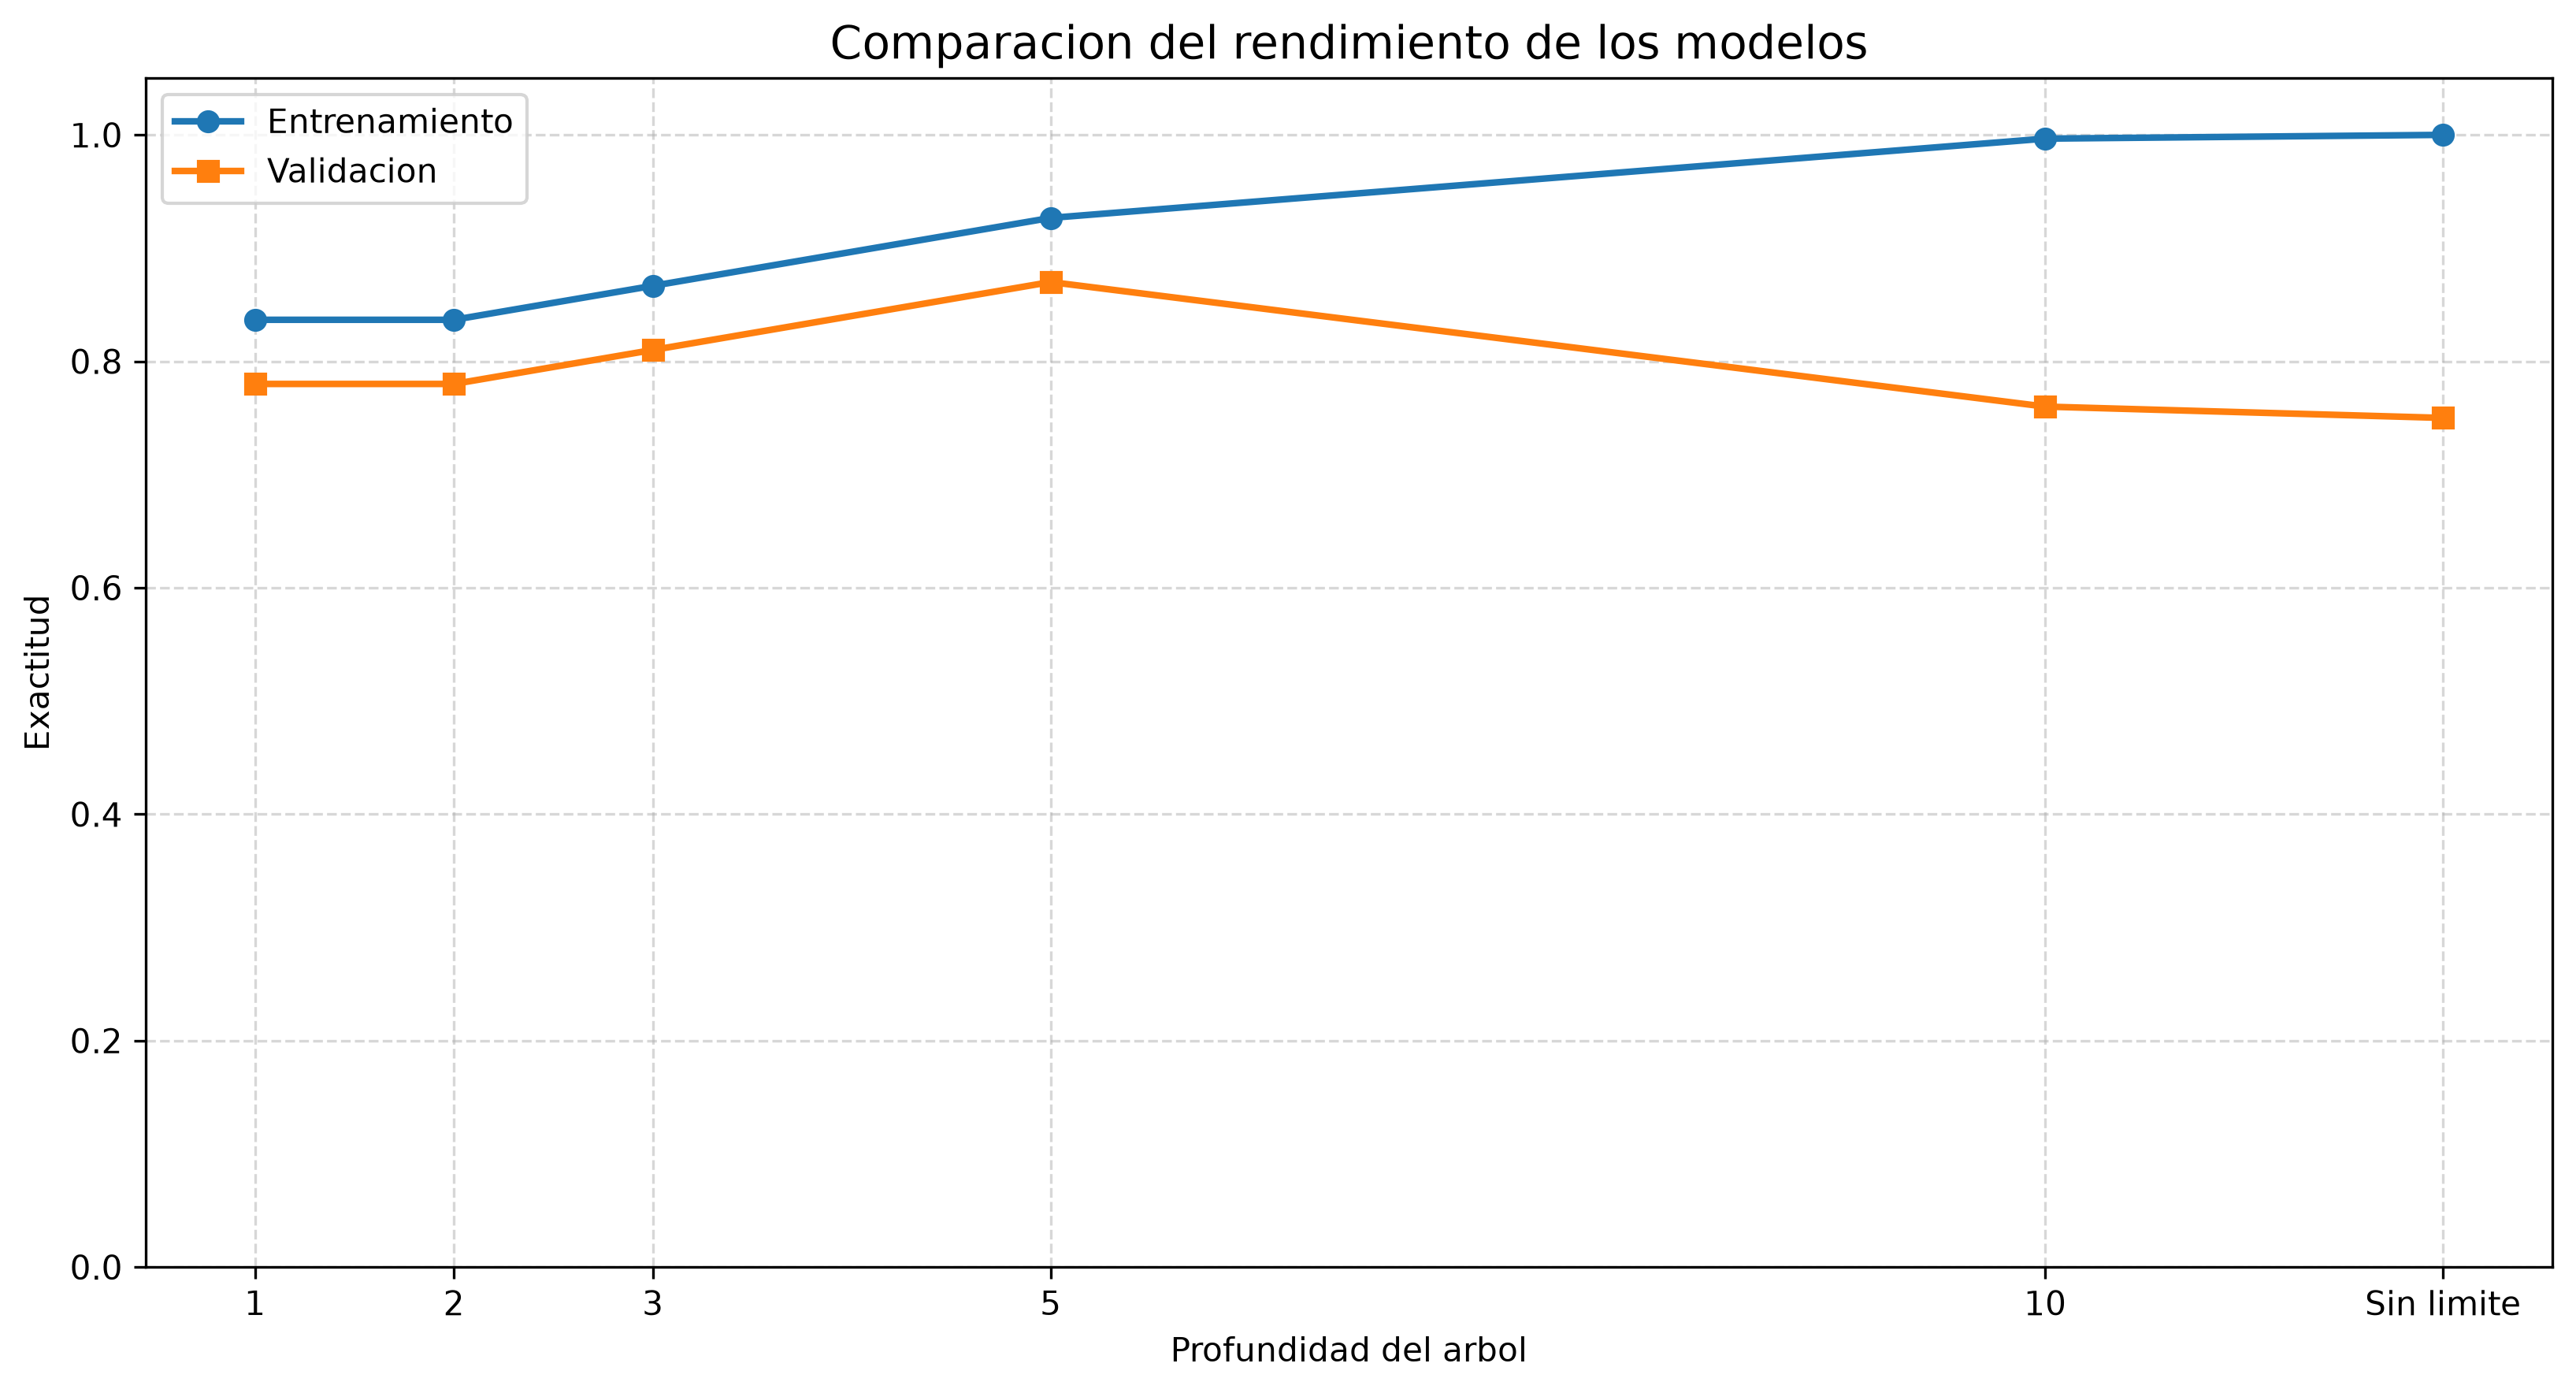 Comparacion del rendimiento de los modelos
Entrenamiento
Validacion
1.0
0.8
0.6
0.4
0.2
0.0
Exactitud
1 2 3 5 10 Sin limite
Profundidad del arbol